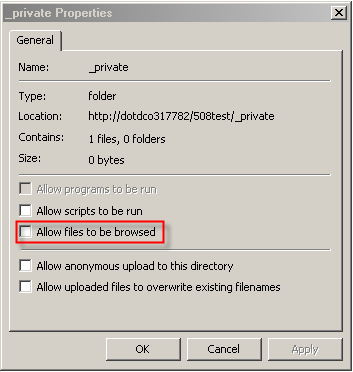 _private Properties
General
Name: _private
Type: folder
Location: http://dotdco317782/508test/_private
Contains: 1 files, 0 folders
Size: 0 bytes
Allow programs to be run
Allow scripts to be run
Allow files to be browsed
Allow anonymous upload to this directory
Allow uploaded files to overwrite existing filenames
OK Cancel Apply